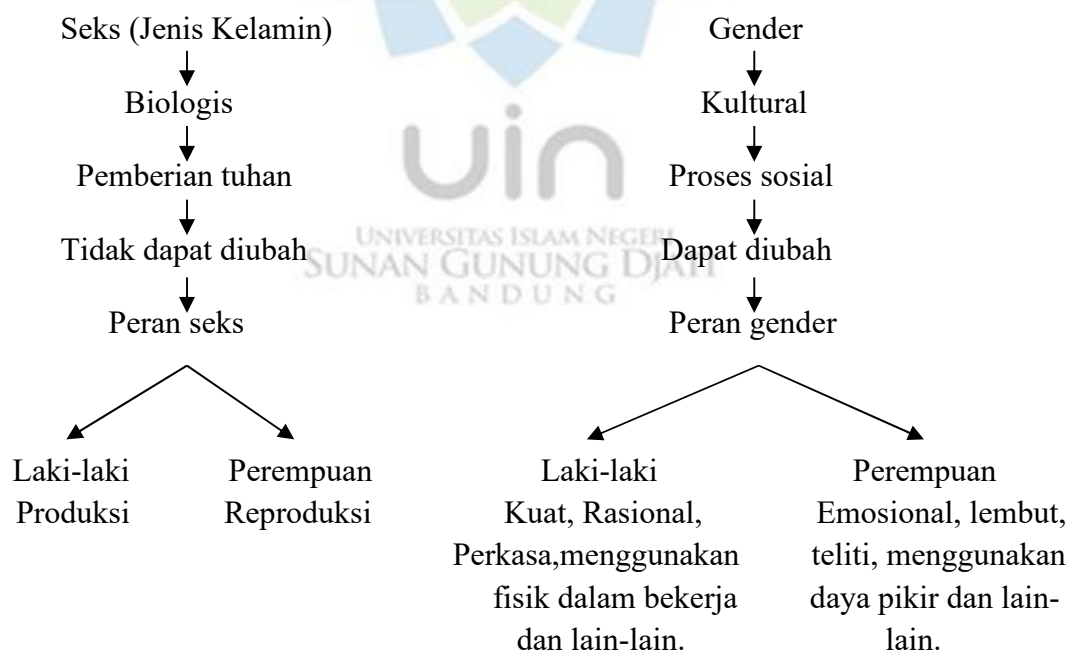 Seks (Jenis Kelamin)
Biologis
Pemberian tuhan
Tidak dapat diubah
Peran seks
Laki-laki
Produksi
Perempuan
Reproduksi
Gender
Kultural
Proses sosial
Dapat diubah
Peran gender
Laki-laki
Kuat, Rasional,
Perkasa,menggunakan
fisik dalam bekerja
dan lain-lain.
Perempuan
Emosional, lembut,
teliti, menggunakan
daya pikir dan lain-
lain.
uin
UNIVERSITAS ISLAM NEGERI
SUNAN GUNUNG DJATI
BANDUNG